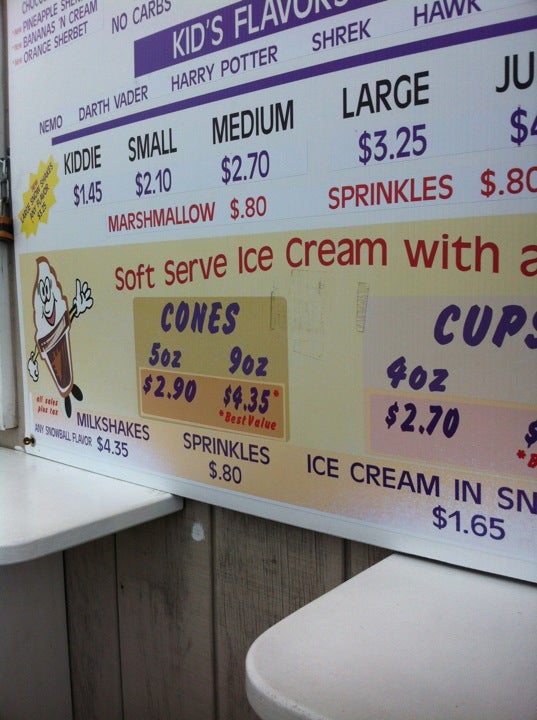 PINEAPPLE
BANANAS 'N CREAM
ORANGE SHERBET
NO CARBS
KID'S FLAVORS
NEMO DARTH VADER HARRY POTTER SHREK HAWK
KIDDIE SMALL MEDIUM LARGE JU
$1.45 $2.10 $2.70 $3.25 $4
MARSHMALLOW $.80 SPRINKLES $.80
Soft Serve Ice Cream with a
CONES CUPS
5oz 9oz 4oz
$2.90 $4.35* $2.70 $
*Best Value *B
all sales
plus tax
MILKSHAKES
ANY SNOWBALL FLAVOR $4.35
SPRINKLES
$.80
ICE CREAM IN SN
$1.65